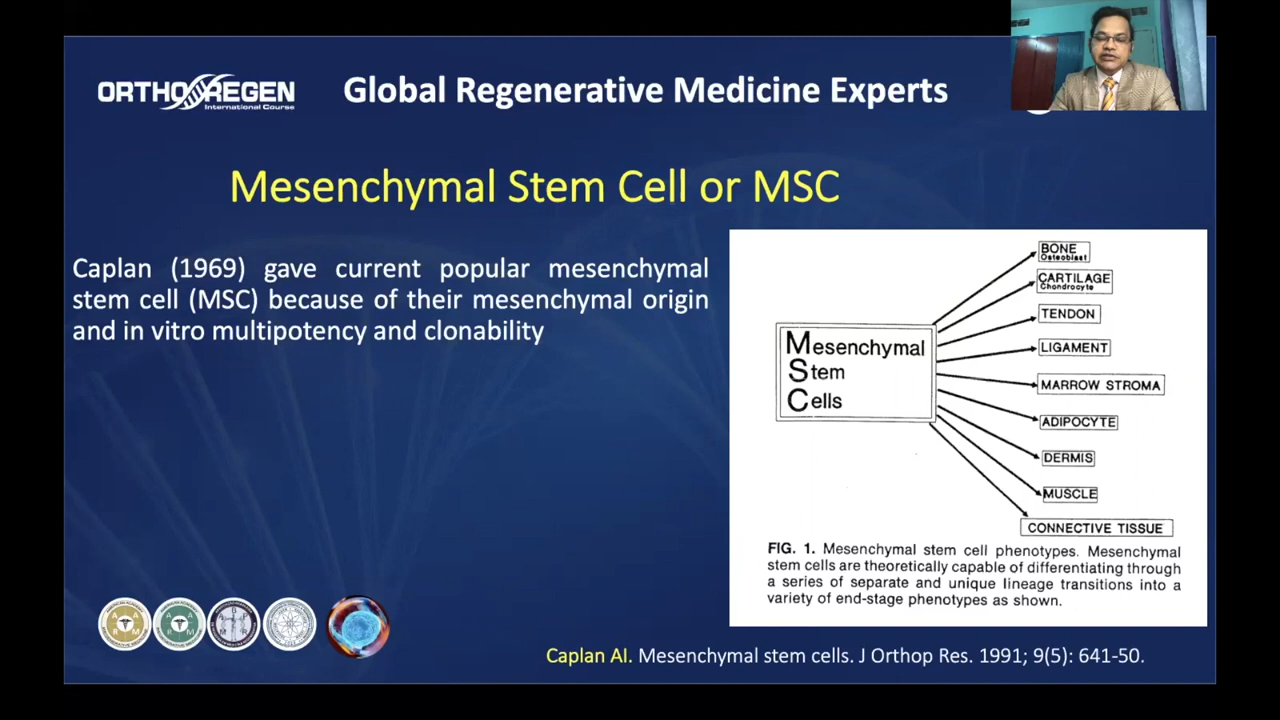 ORTHOREGEN
International Course
Global Regenerative Medicine Experts
Mesenchymal Stem Cell or MSC
Caplan (1969) gave current popular mesenchymal
stem cell (MSC) because of their mesenchymal origin
and in vitro multipotency and clonability
Mesenchymal
Stem
Cells
BONE
Osteoblast
CARTILAGE
Chondrocyte
TENDON
LIGAMENT
MARROW STROMA
ADIPOCYTE
DERMIS
MUSCLE
CONNECTIVE TISSUE
FIG. 1. Mesenchymal stem cell phenotypes. Mesenchymal
stem cells are theoretically capable of differentiating through
a series of separate and unique lineage transitions into a
variety of end-stage phenotypes as shown.
Caplan AI. Mesenchymal stem cells. J Orthop Res. 1991; 9(5): 641-50.